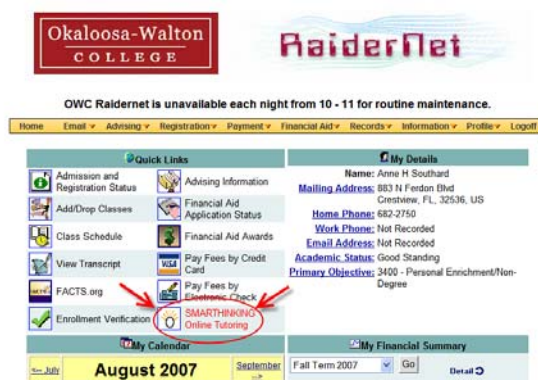 Okaloosa-Walton
COLLEGE
RaiderNet
OWC Raidernet is unavailable each night from 10 - 11 for routine maintenance.
Home Email Advising Registration Payment Financial Aid Records Information Profile Logoff
Quick Links
Admission and
Registration Status
Advising Information
Add/Drop Classes
Financial Aid
Application Status
Class Schedule
Financial Aid Awards
View Transcript
VISA
Pay Fees by Credit
Card
FACTS.org
Pay Fees by
Electronic Check
Enrollment Verification
SMARTHINKING
Online Tutoring
My Details
Name: Anne H Southard
Mailing Address: 883 N Ferdon Blvd
Crestview, FL, 32536, US
Home Phone: 682-2750
Work Phone: Not Recorded
Email Address: Not Recorded
Academic Status: Good Standing
Primary Objective: 3400 - Personal Enrichment/Non-
Degree
My Calendar
<-- July August 2007 September
-->
My Financial Summary
Fall Term 2007 Go Detail